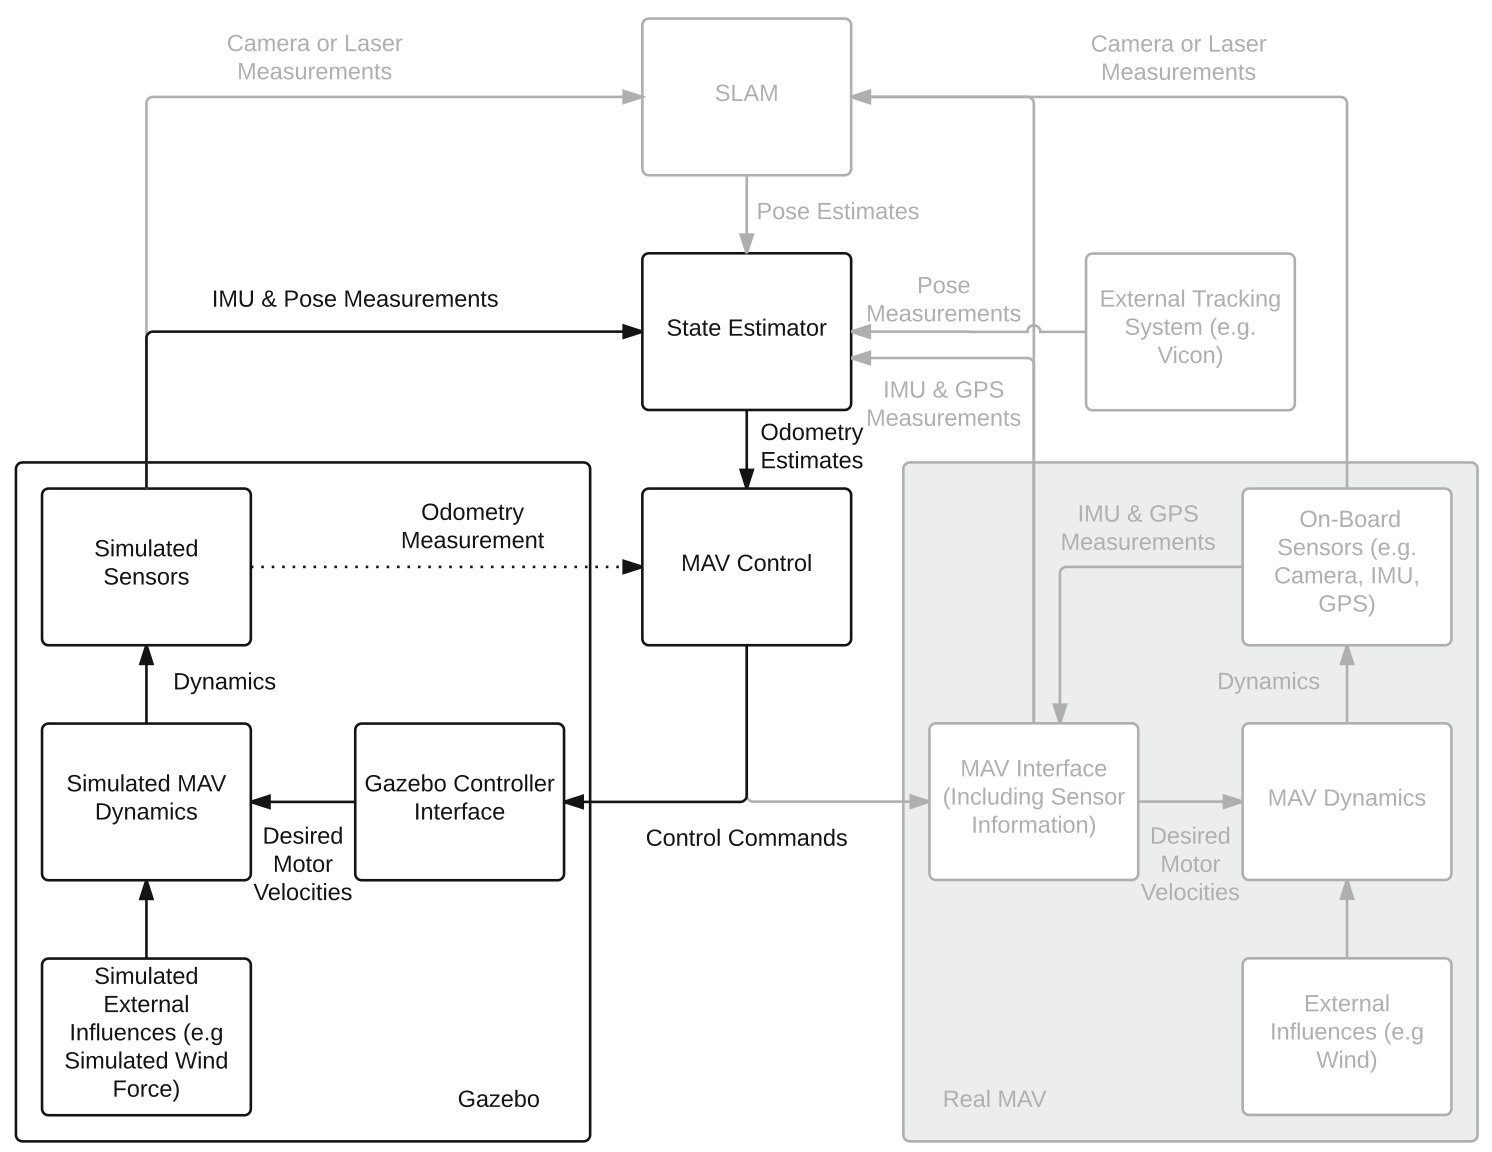 Camera or Laser
Measurements
SLAM
Camera or Laser
Measurements
Pose Estimates
IMU & Pose Measurements
State Estimator
Pose
Measurements
External Tracking
System (e.g.
Vicon)
IMU & GPS
Measurements
Odometry
Estimates
Simulated
Sensors
Odometry
Measurement
MAV Control
IMU & GPS
Measurements
On-Board
Sensors (e.g.
Camera, IMU,
GPS)
Dynamics
Dynamics
Simulated MAV
Dynamics
Gazebo Controller
Interface
Desired
Motor
Velocities
Control Commands
MAV Interface
(Including Sensor
Information)
Desired
Motor
Velocities
MAV Dynamics
Simulated
External
Influences (e.g
Simulated Wind
Force)
Gazebo
Real MAV
External
Influences (e.g
Wind)